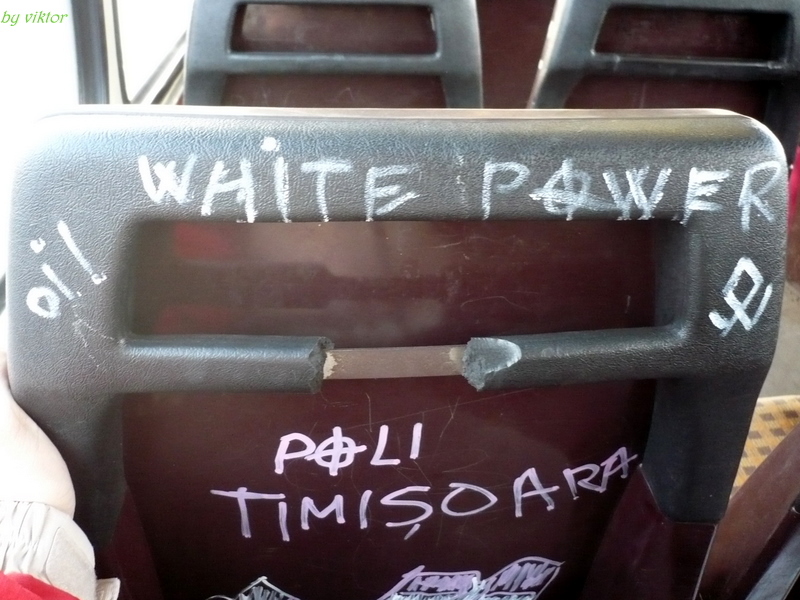 by viktor
WHiTE POWER
oi!
POLI
TIMIȘOARA